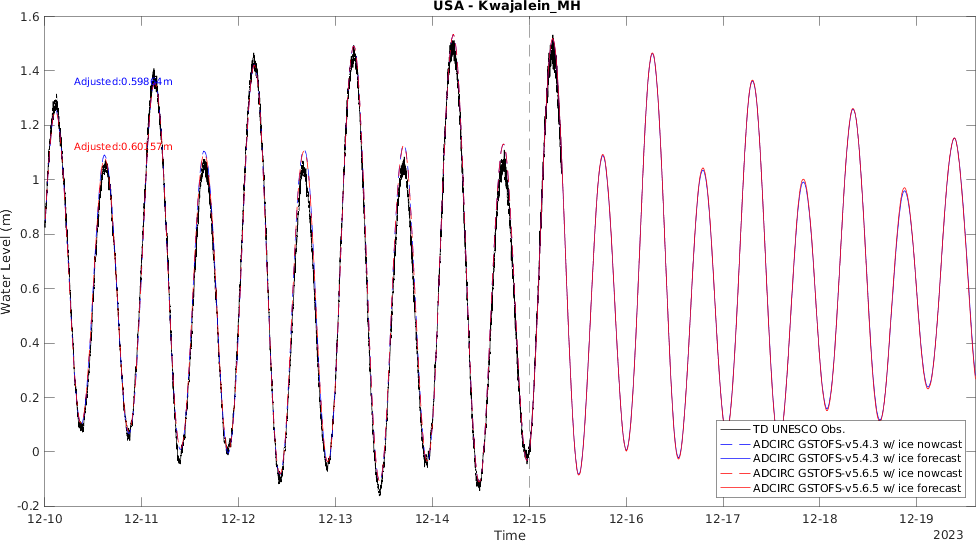 USA - Kwajalein_MH
1.6
1.4
1.2
1
0.8
0.6
0.4
0.2
0
-0.2
Water Level (m)
Adjusted:0.59864m
Adjusted:0.60157m
TD UNESCO Obs.
ADCIRC GSTOFS-v5.4.3 w/ ice nowcast
ADCIRC GSTOFS-v5.4.3 w/ ice forecast
ADCIRC GSTOFS-v5.6.5 w/ ice nowcast
ADCIRC GSTOFS-v5.6.5 w/ ice forecast
12-10 12-11 12-12 12-13 12-14 12-15 12-16 12-17 12-18 12-19
Time
2023